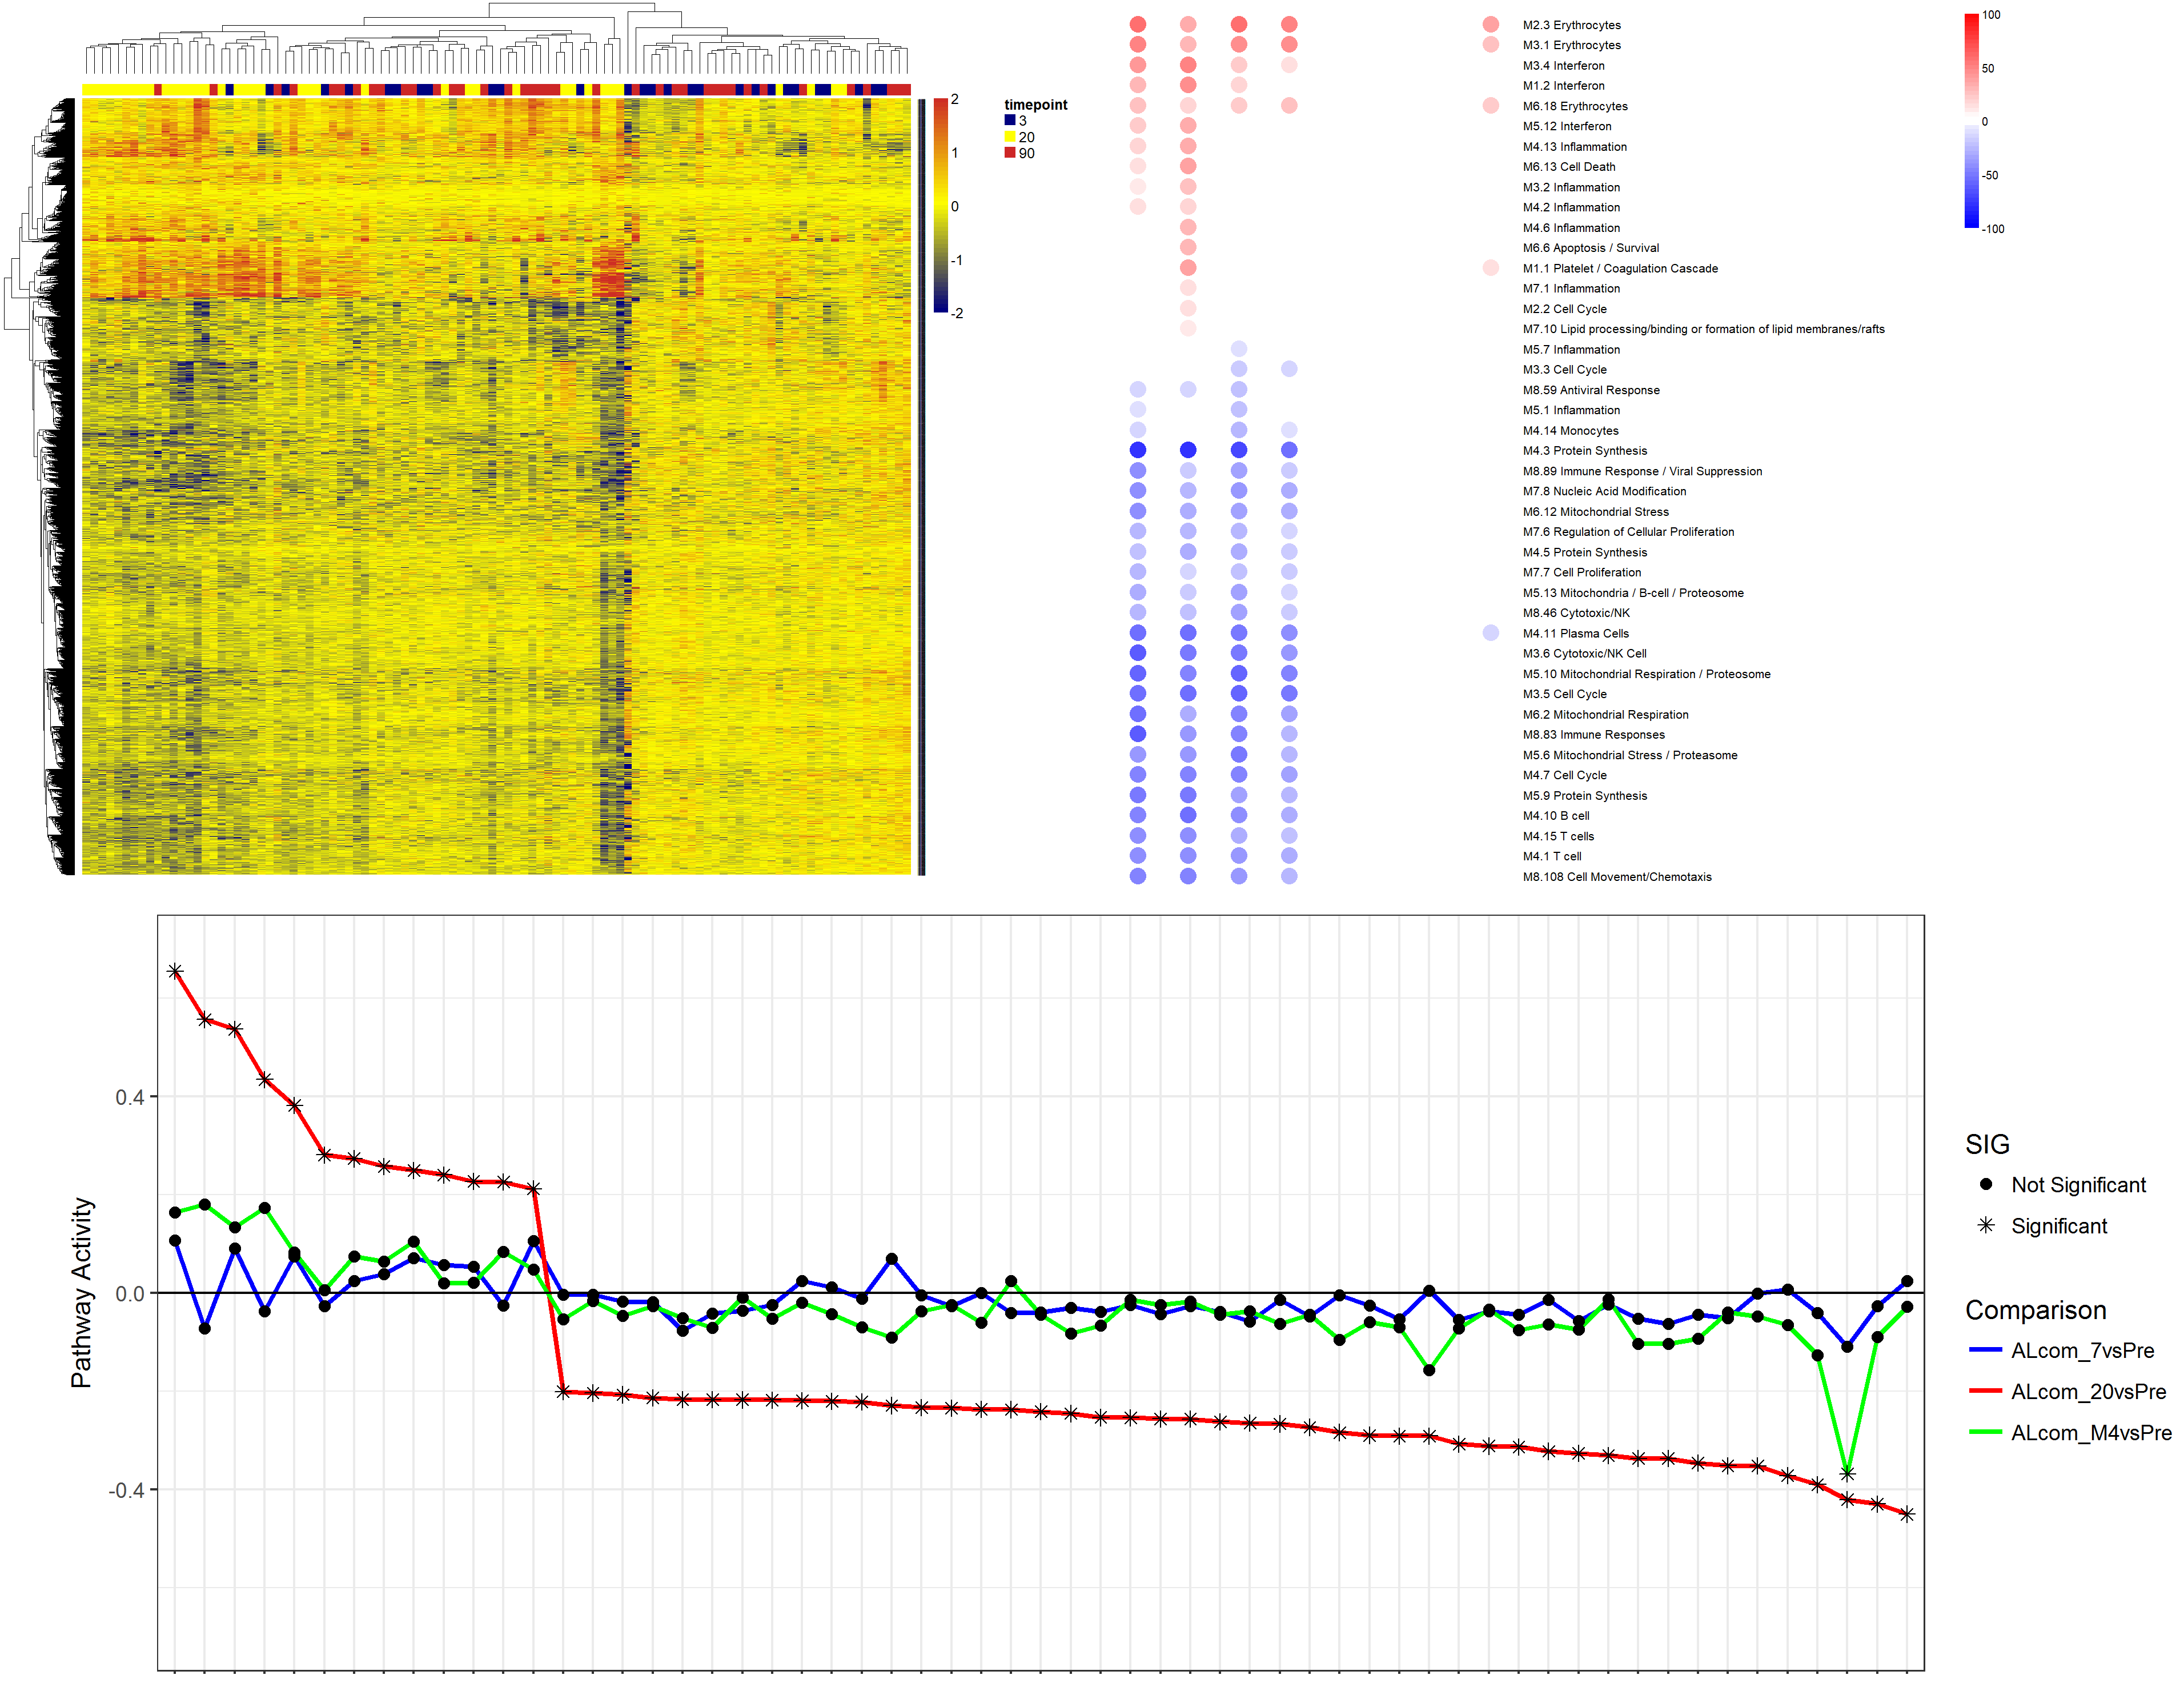 2
1
0
-1
-2
timepoint
3
20
90
M2.3 Erythrocytes
M3.1 Erythrocytes
M3.4 Interferon
M1.2 Interferon
M6.18 Erythrocytes
M5.12 Interferon
M4.13 Inflammation
M6.13 Cell Death
M3.2 Inflammation
M4.2 Inflammation
M4.6 Inflammation
M6.6 Apoptosis / Survival
M1.1 Platelet / Coagulation Cascade
M7.1 Inflammation
M2.2 Cell Cycle
M7.10 Lipid processing/binding or formation of lipid membranes/rafts
M5.7 Inflammation
M3.3 Cell Cycle
M8.59 Antiviral Response
M5.1 Inflammation
M4.14 Monocytes
M4.3 Protein Synthesis
M8.89 Immune Response / Viral Suppression
M7.8 Nucleic Acid Modification
M6.12 Mitochondrial Stress
M7.6 Regulation of Cellular Proliferation
M4.5 Protein Synthesis
M7.7 Cell Proliferation
M5.13 Mitochondria / B-cell / Proteosome
M8.46 Cytotoxic/NK
M4.11 Plasma Cells
M3.6 Cytotoxic/NK Cell
M5.10 Mitochondrial Respiration / Proteosome
M3.5 Cell Cycle
M6.2 Mitochondrial Respiration
M8.83 Immune Responses
M5.6 Mitochondrial Stress / Proteasome
M4.7 Cell Cycle
M5.9 Protein Synthesis
M4.10 B cell
M4.15 T cells
M4.1 T cell
M8.108 Cell Movement/Chemotaxis
100
50
0
-50
-100
Pathway Activity
0.4
0.0
-0.4
SIG
Not Significant
Significant
Comparison
ALcom_7vsPre
ALcom_20vsPre
ALcom_M4vsPre